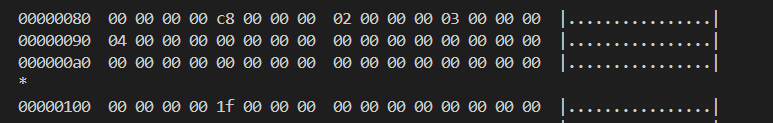 00000080  00 00 00 00 c8 00 00 00  02 00 00 00 03 00 00 00  |................|
00000090  04 00 00 00 00 00 00 00  00 00 00 00 00 00 00 00  |................|
000000a0  00 00 00 00 00 00 00 00  00 00 00 00 00 00 00 00  |................|
*
00000100  00 00 00 00 1f 00 00 00  00 00 00 00 00 00 00 00  |................|